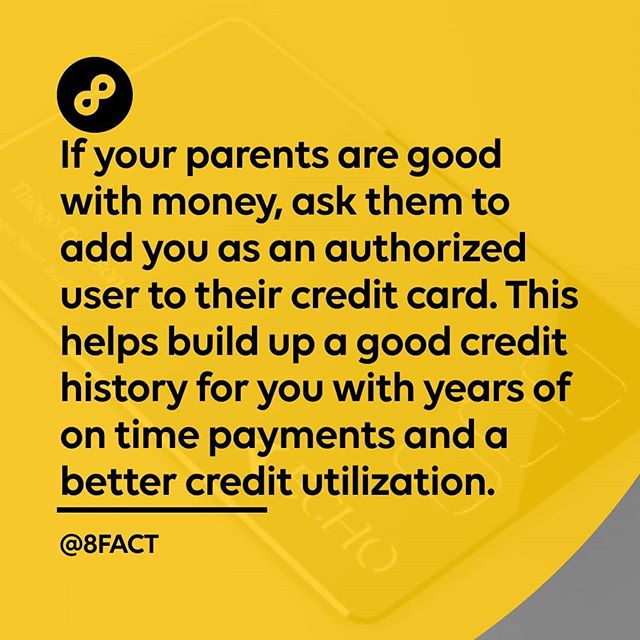 If your parents are good
with money, ask them to
add you as an authorized
user to their credit card. This
helps build up a good credit
history for you with years of
on time payments and a
better credit utilization.
@8FACT